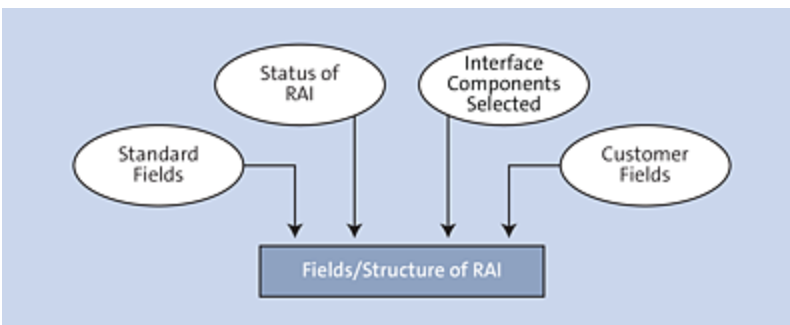 Status of
RAI
Interface
Components
Selected
Standard
Fields
Customer
Fields
Fields/Structure of RAI